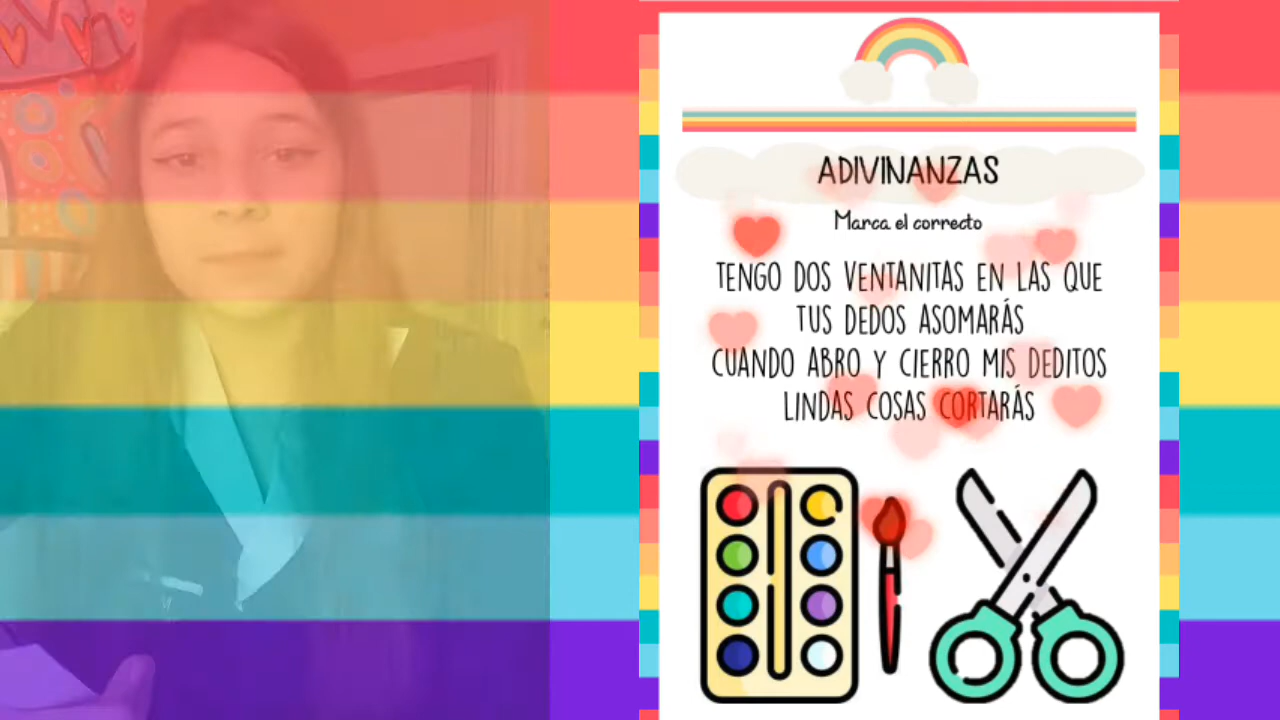 ADIVINANZAS
Marca el correcto
TENGO DOS VENTANITAS EN LAS QUE
TUS DEDOS ASOMARÁS
CUANDO ABRO Y CIERRO MIS DEDITOS
LINDAS COSAS CORTARÁS